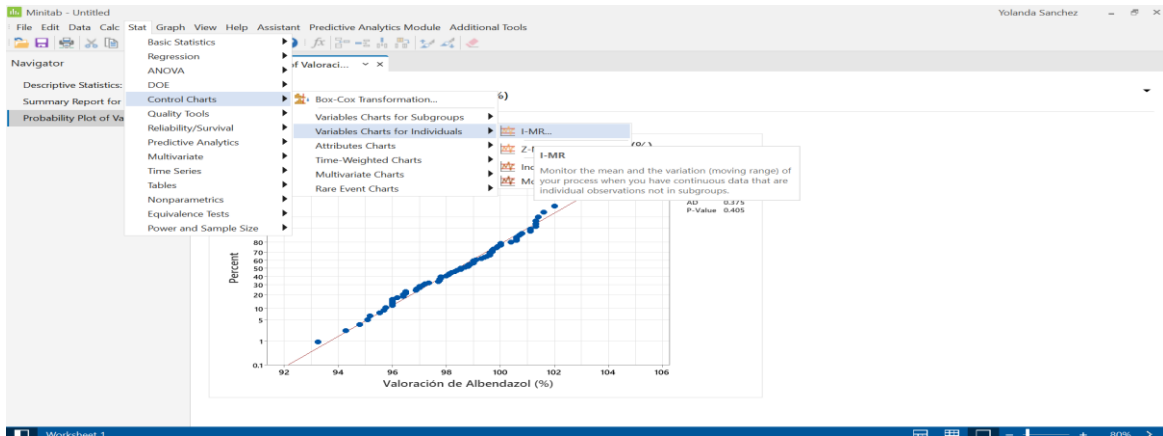 Minitab - Untitled
Yolanda Sanchez
File Edit Data Calc Stat Graph View Help Assistant Predictive Analytics Module Additional Tools
Navigator
of Valoraci...
Descriptive Statistics:
Summary Report for
Probability Plot of Va
Basic Statistics
Regression
ANOVA
DOE
Control Charts
Quality Tools
Reliability/Survival
Predictive Analytics
Multivariate
Time Series
Tables
Nonparametrics
Equivalence Tests
Power and Sample Size
Box-Cox Transformation...
Variables Charts for Subgroups
Variables Charts for Individuals
Attributes Charts
Time-Weighted Charts
Multivariate Charts
Rare Event Charts
I-MR...
I-MR
Monitor the mean and the variation (moving range) of
your process when you have continuous data that are
individual observations not in subgroups.
AD 0.375
P-Value 0.405
Percent
80
70
60
50
40
30
20
10
5
1
0.1
92 94 96 98 100 102 104 106
Valoración de Albendazol (%)
Worksheet 1
80%